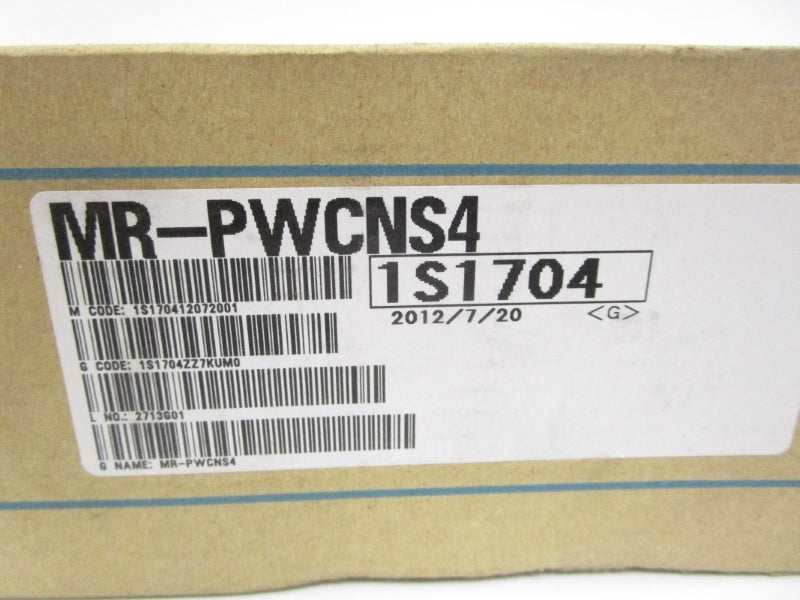 MR-PWCNS4
1S1704
M CODE: 1S170412072001
2012/7/20 <G>
G CODE: 1S1704ZZ7KUM0
L NO.: 2713G01
G NAME: MR-PWCNS4